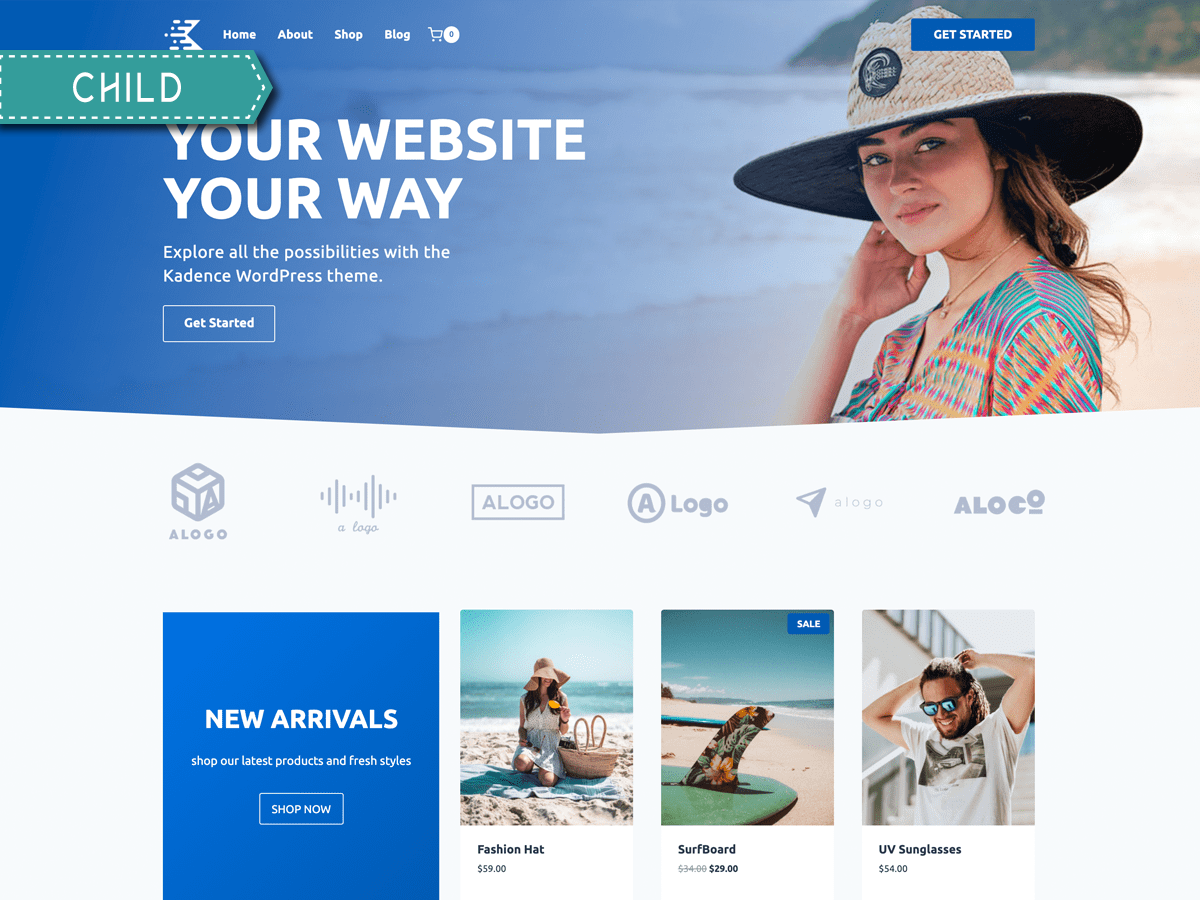 Home About Shop Blog 0 GET STARTED
CHILD
YOUR WEBSITE
YOUR WAY
Explore all the possibilities with the
Kadence WordPress theme.
Get Started
ALOGO
a logo
ALOGO
A Logo
alogo
ALOGO
NEW ARRIVALS
shop our latest products and fresh styles
SHOP NOW
SALE
Fashion Hat
$59.00
SurfBoard
$34.00 $29.00
UV Sunglasses
$54.00